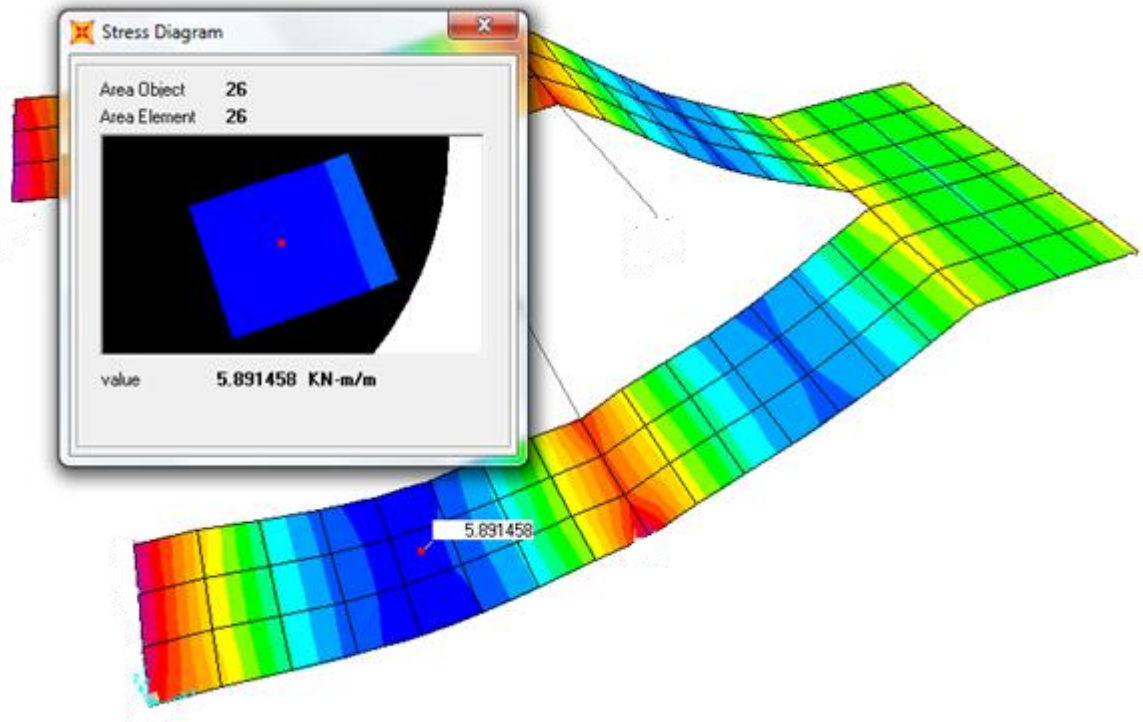 Stress Diagram
Area Object 26
Area Element 26
value 5.891458 KN-m/m
5.891458